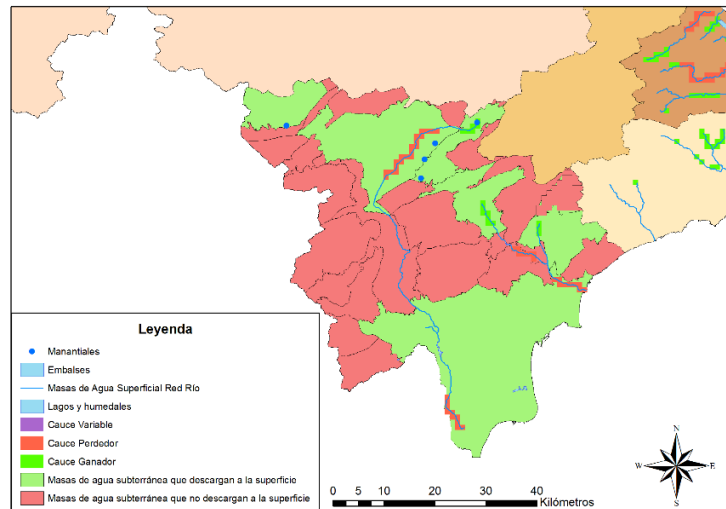 Leyenda
Manantiales
Embalses
Masas de Agua Superficial Red Río
Lagos y humedales
Cauce Variable
Cauce Perdedor
Cauce Ganador
Masas de agua subterránea que descargan a la superficie
Masas de agua subterránea que no descargan a la superficie
N
W E
S
0 5 10 20 30 40
Kilómetros